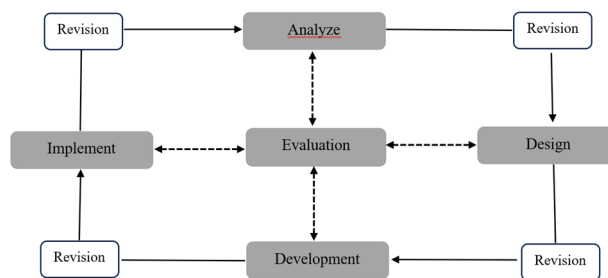 Revision
Analyze
Revision
Implement
Evaluation
Design
Revision
Development
Revision